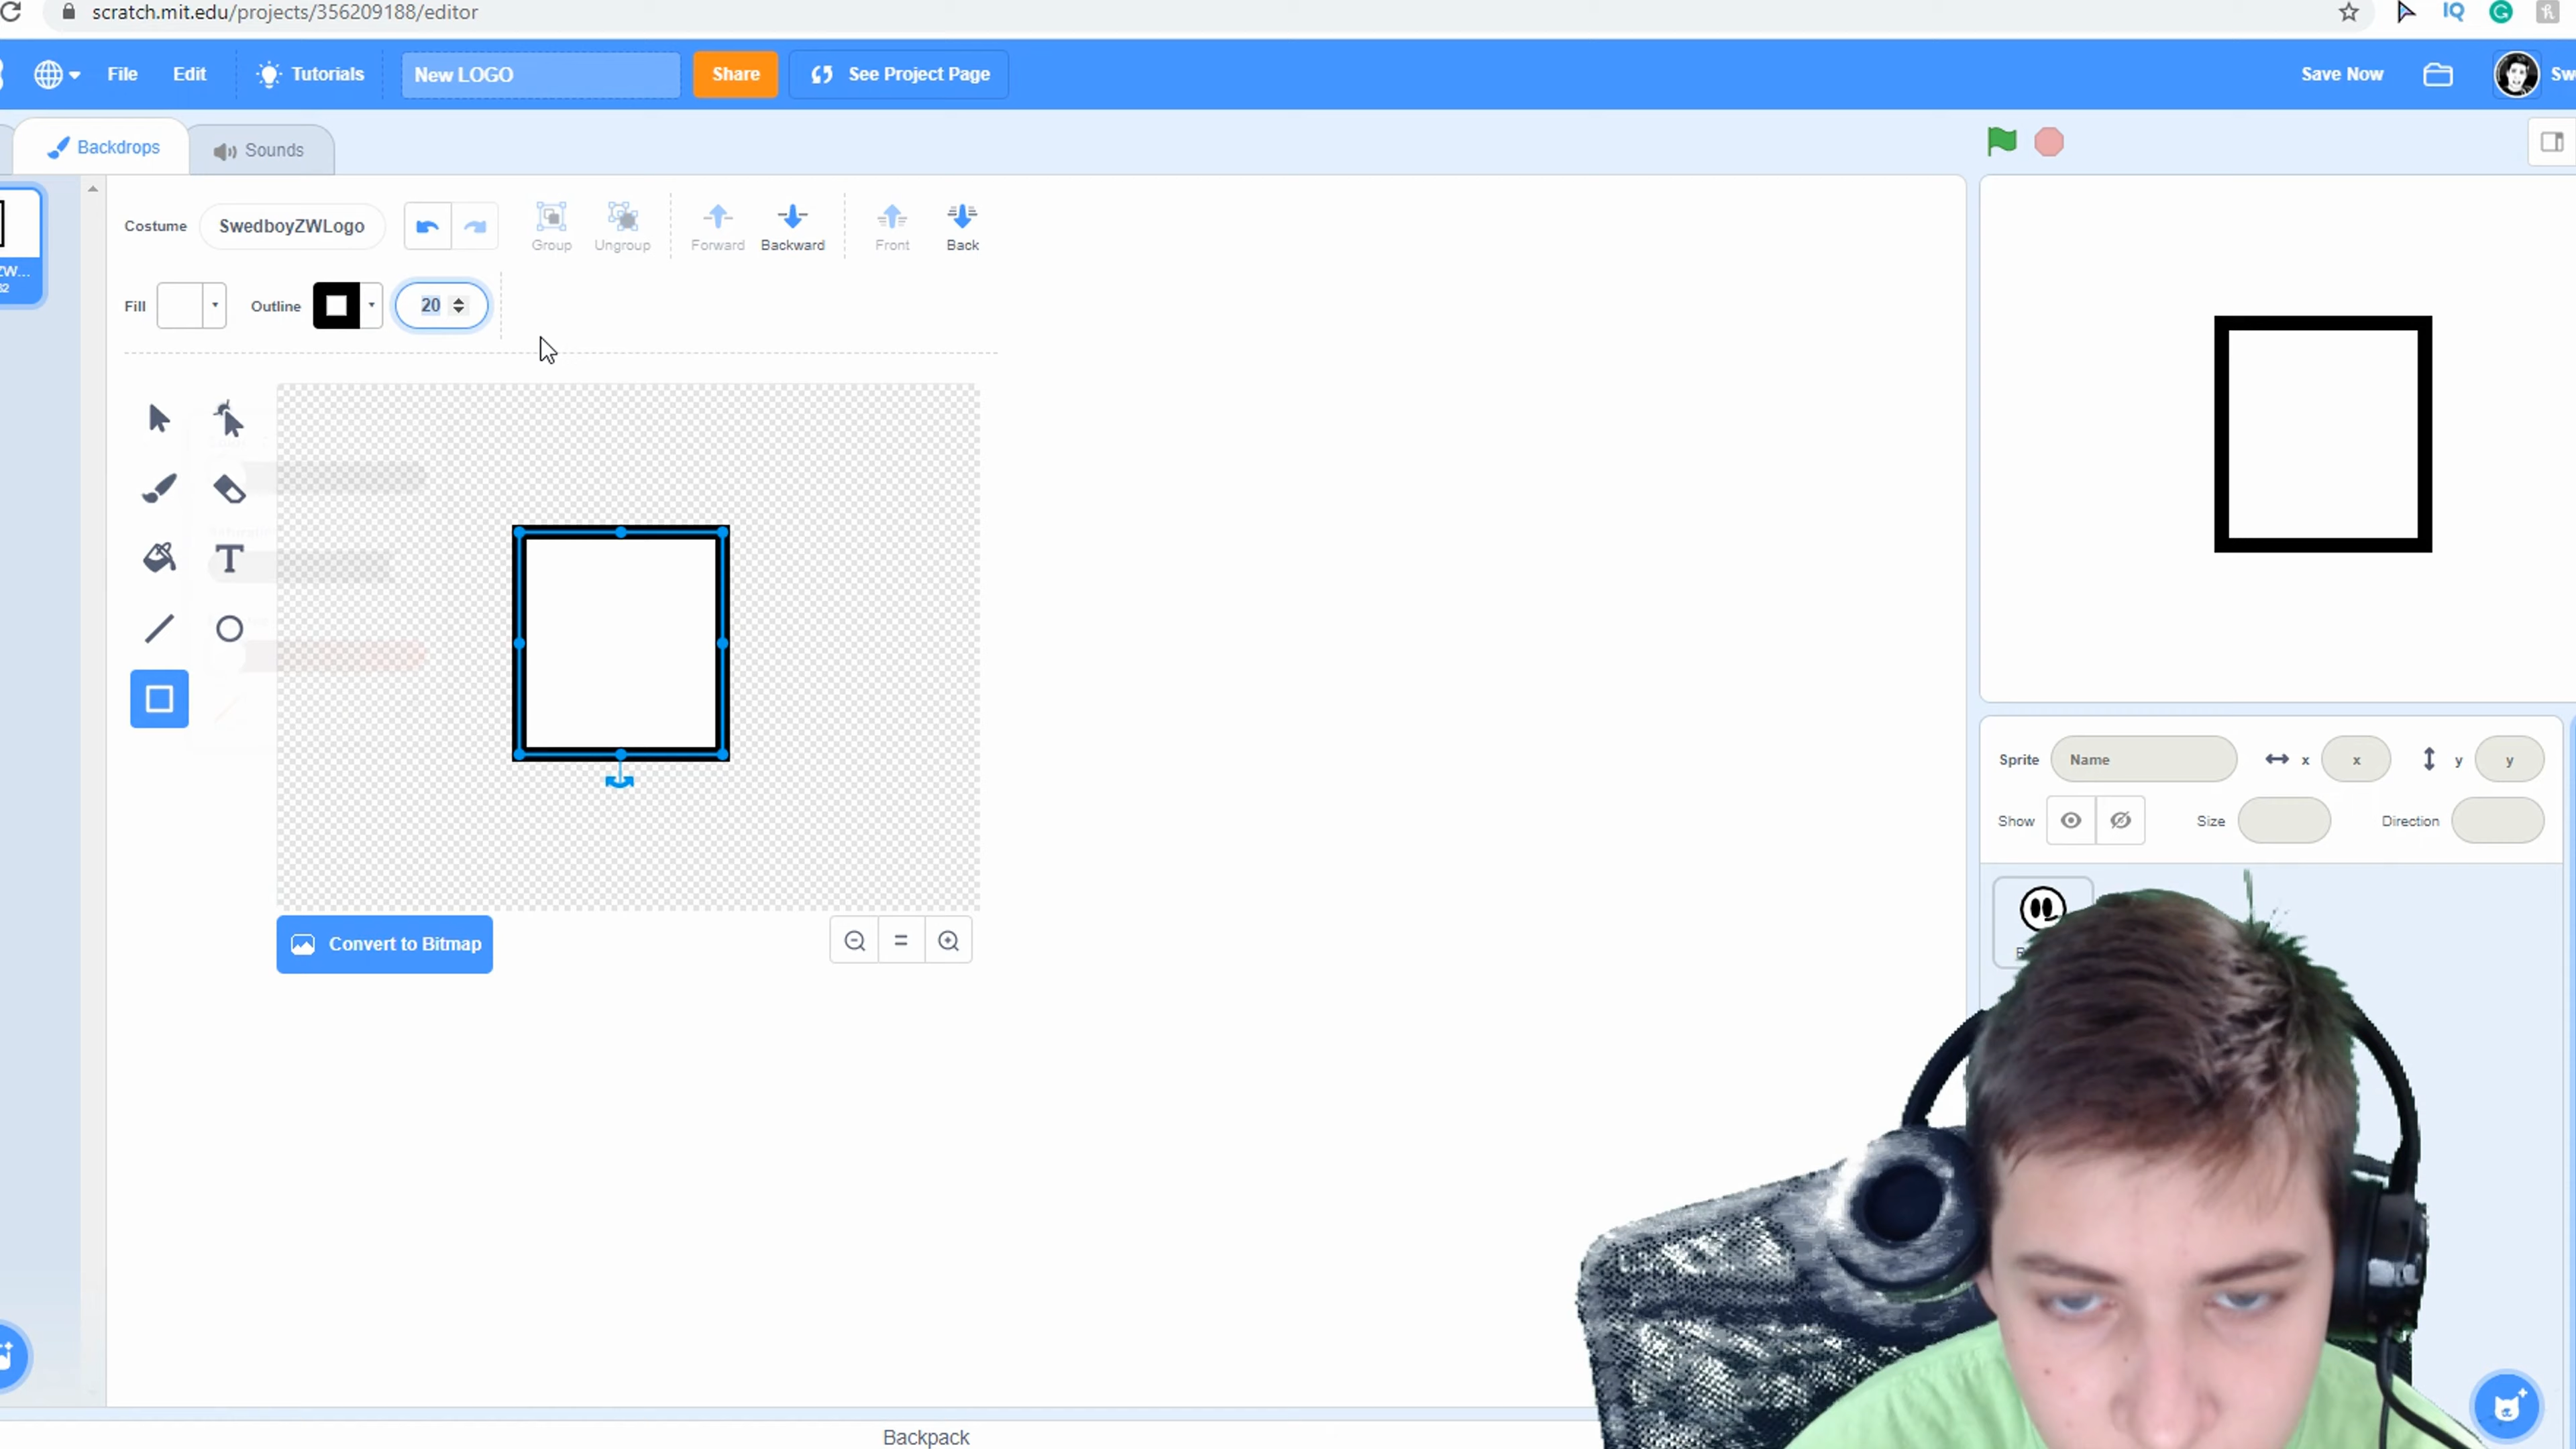 scratch.mit.edu/projects/356209188/editor
IQ
File Edit Tutorials New LOGO Share See Project Page Save Now
Backdrops Sounds
Costume SwedboyZWLogo Group Ungroup Forward Backward Front Back
Fill Outline 20
T
Convert to Bitmap =
Sprite Name x x y y
Show Size Direction
Backpack